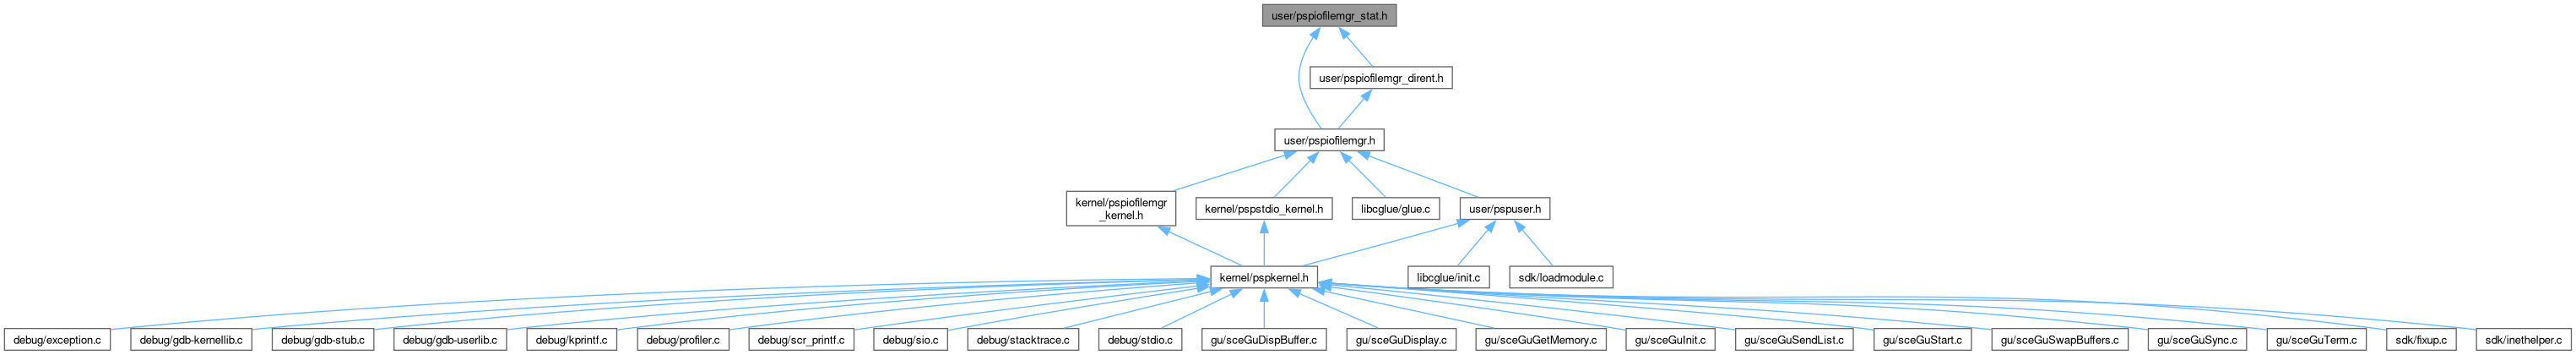 user/pspiofilemgr_stat.h
user/pspiofilemgr_dirent.h
user/pspiofilemgr.h
kernel/pspiofilemgr
_kernel.h
kernel/pspstdio_kernel.h
libcglue/glue.c
user/pspuser.h
kernel/pspkernel.h
libcglue/init.c
sdk/loadmodule.c
debug/exception.c
debug/gdb-kernellib.c
debug/gdb-stub.c
debug/gdb-userlib.c
debug/kprintf.c
debug/profiler.c
debug/scr_printf.c
debug/sio.c
debug/stacktrace.c
debug/stdio.c
gu/sceGuDispBuffer.c
gu/sceGuDisplay.c
gu/sceGuGetMemory.c
gu/sceGuInit.c
gu/sceGuSendList.c
gu/sceGuStart.c
gu/sceGuSwapBuffers.c
gu/sceGuSync.c
gu/sceGuTerm.c
sdk/fixup.c
sdk/inethelper.c